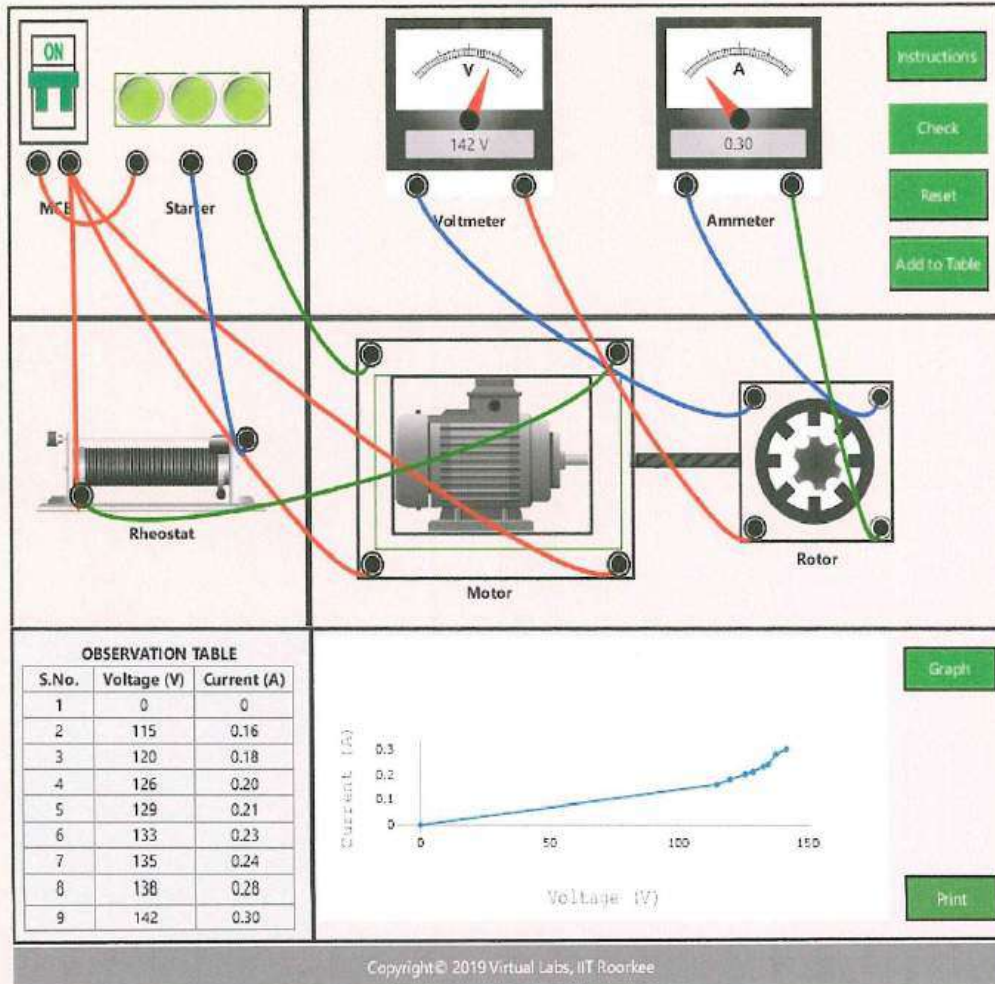 ON
V
142 V
A
0.30
Instructions
Check
Reset
Add to Table
MCB
Starter
Voltmeter
Ammeter
Rheostat
Motor
Rotor
OBSERVATION TABLE
S.No. Voltage (V) Current (A)
1 0 0
2 115 0.16
3 120 0.18
4 126 0.20
5 129 0.21
6 133 0.23
7 135 0.24
8 138 0.28
9 142 0.30
Current (A)
0.3
0.2
0.1
0
0 50 100 150
Voltage (V)
Graph
Print
Copyright© 2019 Virtual Labs, IIT Roorkee